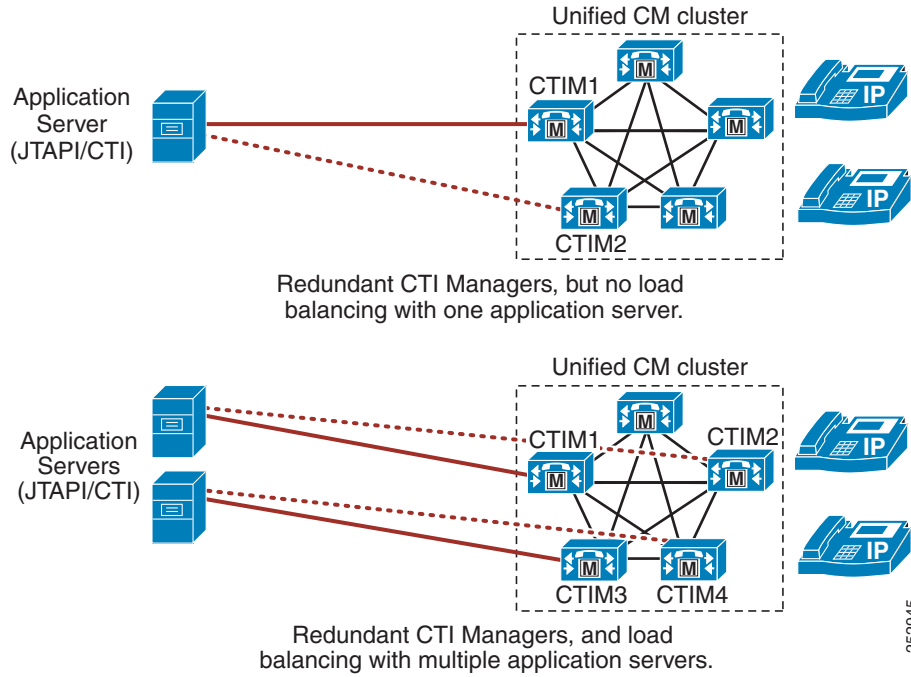 Unified CM cluster
Application
Server
(JTAPI/CTI)
CTIM1
M
M
M
M
M
CTIM2
IP
IP
Redundant CTI Managers, but no load
balancing with one application server.
Unified CM cluster
Application
Servers
(JTAPI/CTI)
CTIM1
CTIM2
M
M
M
M
M
CTIM3
CTIM4
IP
IP
Redundant CTI Managers, and load
balancing with multiple application servers.